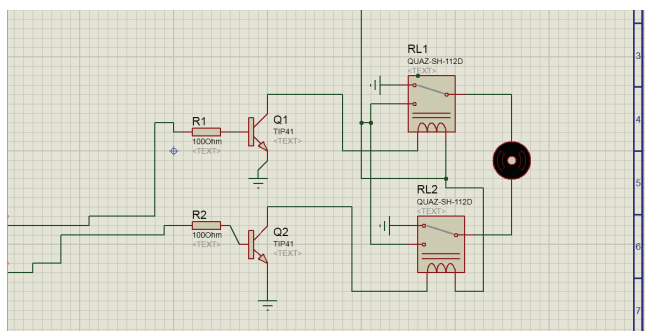 RL1
QUAZ-SH-112D
<TEXT>
3
R1
100Ohm
<TEXT>
Q1
TIP41
<TEXT>
4
RL2
QUAZ-SH-112D
<TEXT>
5
R2
100Ohm
<TEXT>
Q2
TIP41
<TEXT>
6
7